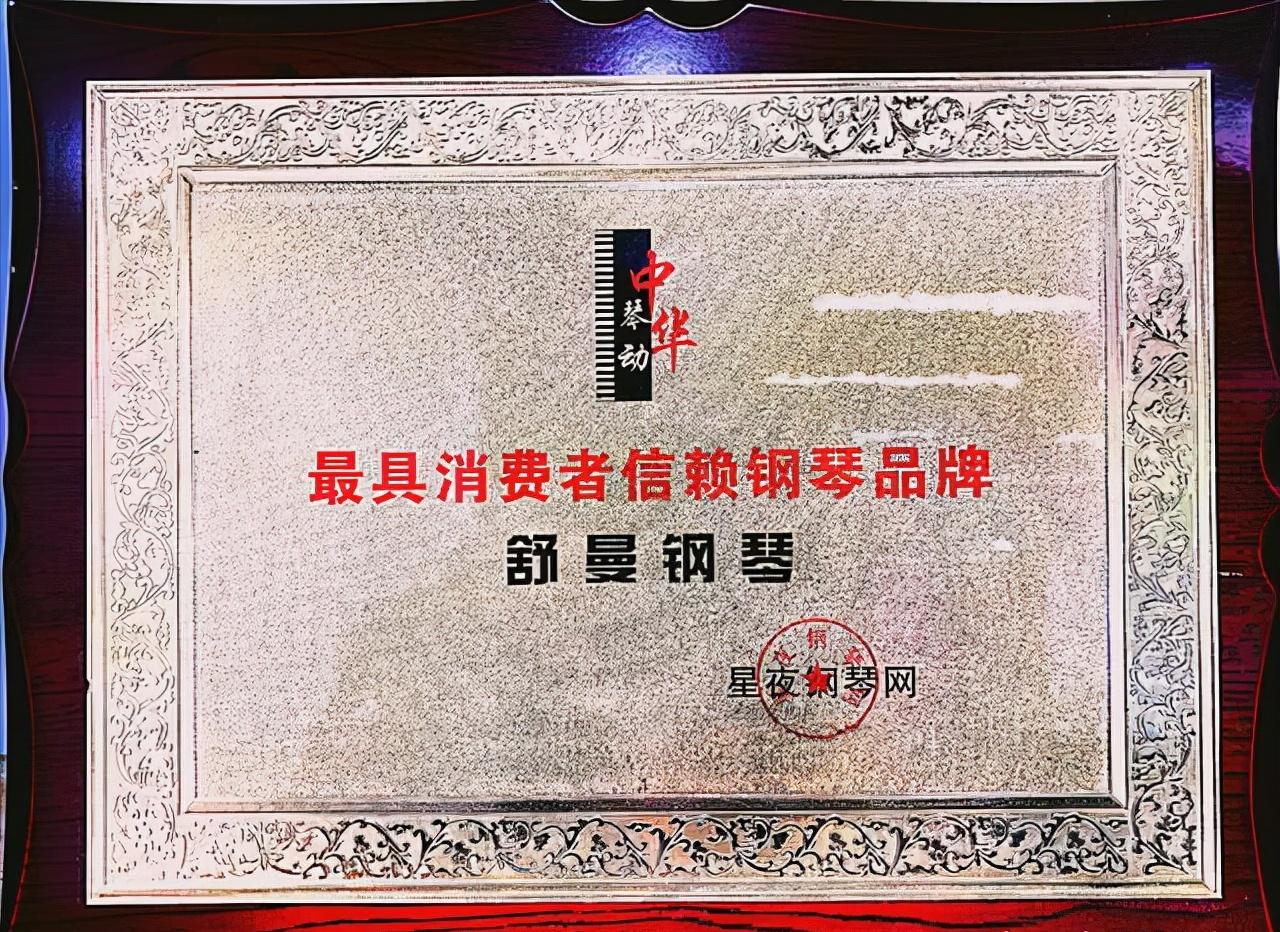 琴动
中华
最具消费者信赖钢琴品牌
舒曼钢琴
星夜钢琴网